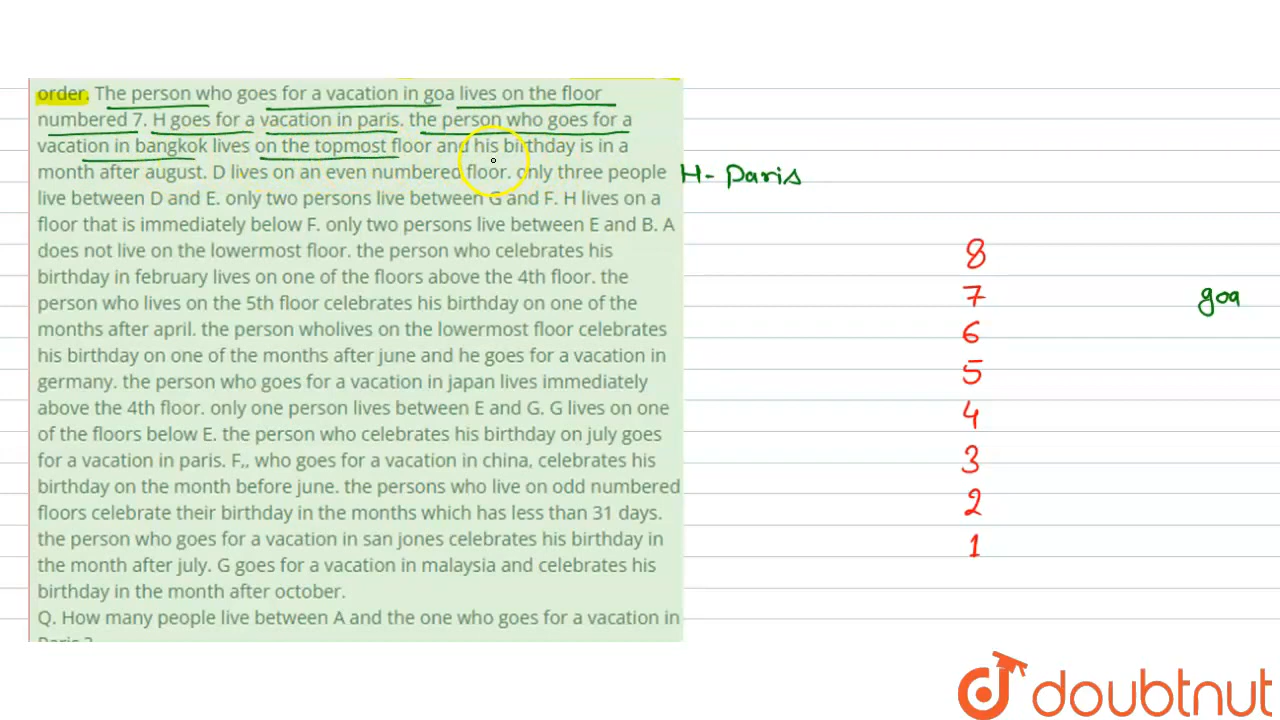 order. The person who goes for a vacation in goa lives on the floor
numbered 7. H goes for a vacation in paris. the person who goes for a
vacation in bangkok lives on the topmost floor and his birthday is in a
month after august. D lives on an even numbered floor. only three people
live between D and E. only two persons live between G and F. H lives on a
floor that is immediately below F. only two persons live between E and B. A
does not live on the lowermost floor. the person who celebrates his
birthday in february lives on one of the floors above the 4th floor. the
person who lives on the 5th floor celebrates his birthday on one of the
months after april. the person wholives on the lowermost floor celebrates
his birthday on one of the months after june and he goes for a vacation in
germany. the person who goes for a vacation in japan lives immediately
above the 4th floor. only one person lives between E and G. G lives on one
of the floors below E. the person who celebrates his birthday on july goes
for a vacation in paris. F,, who goes for a vacation in china, celebrates his
birthday on the month before june. the persons who live on odd numbered
floors celebrate their birthday in the months which has less than 31 days.
the person who goes for a vacation in san jones celebrates his birthday in
the month after july. G goes for a vacation in malaysia and celebrates his
birthday in the month after october.
Q. How many people live between A and the one who goes for a vacation in
Paris ?
H- Paris
8
7 goa
6
5
4
3
2
1
doubtnut